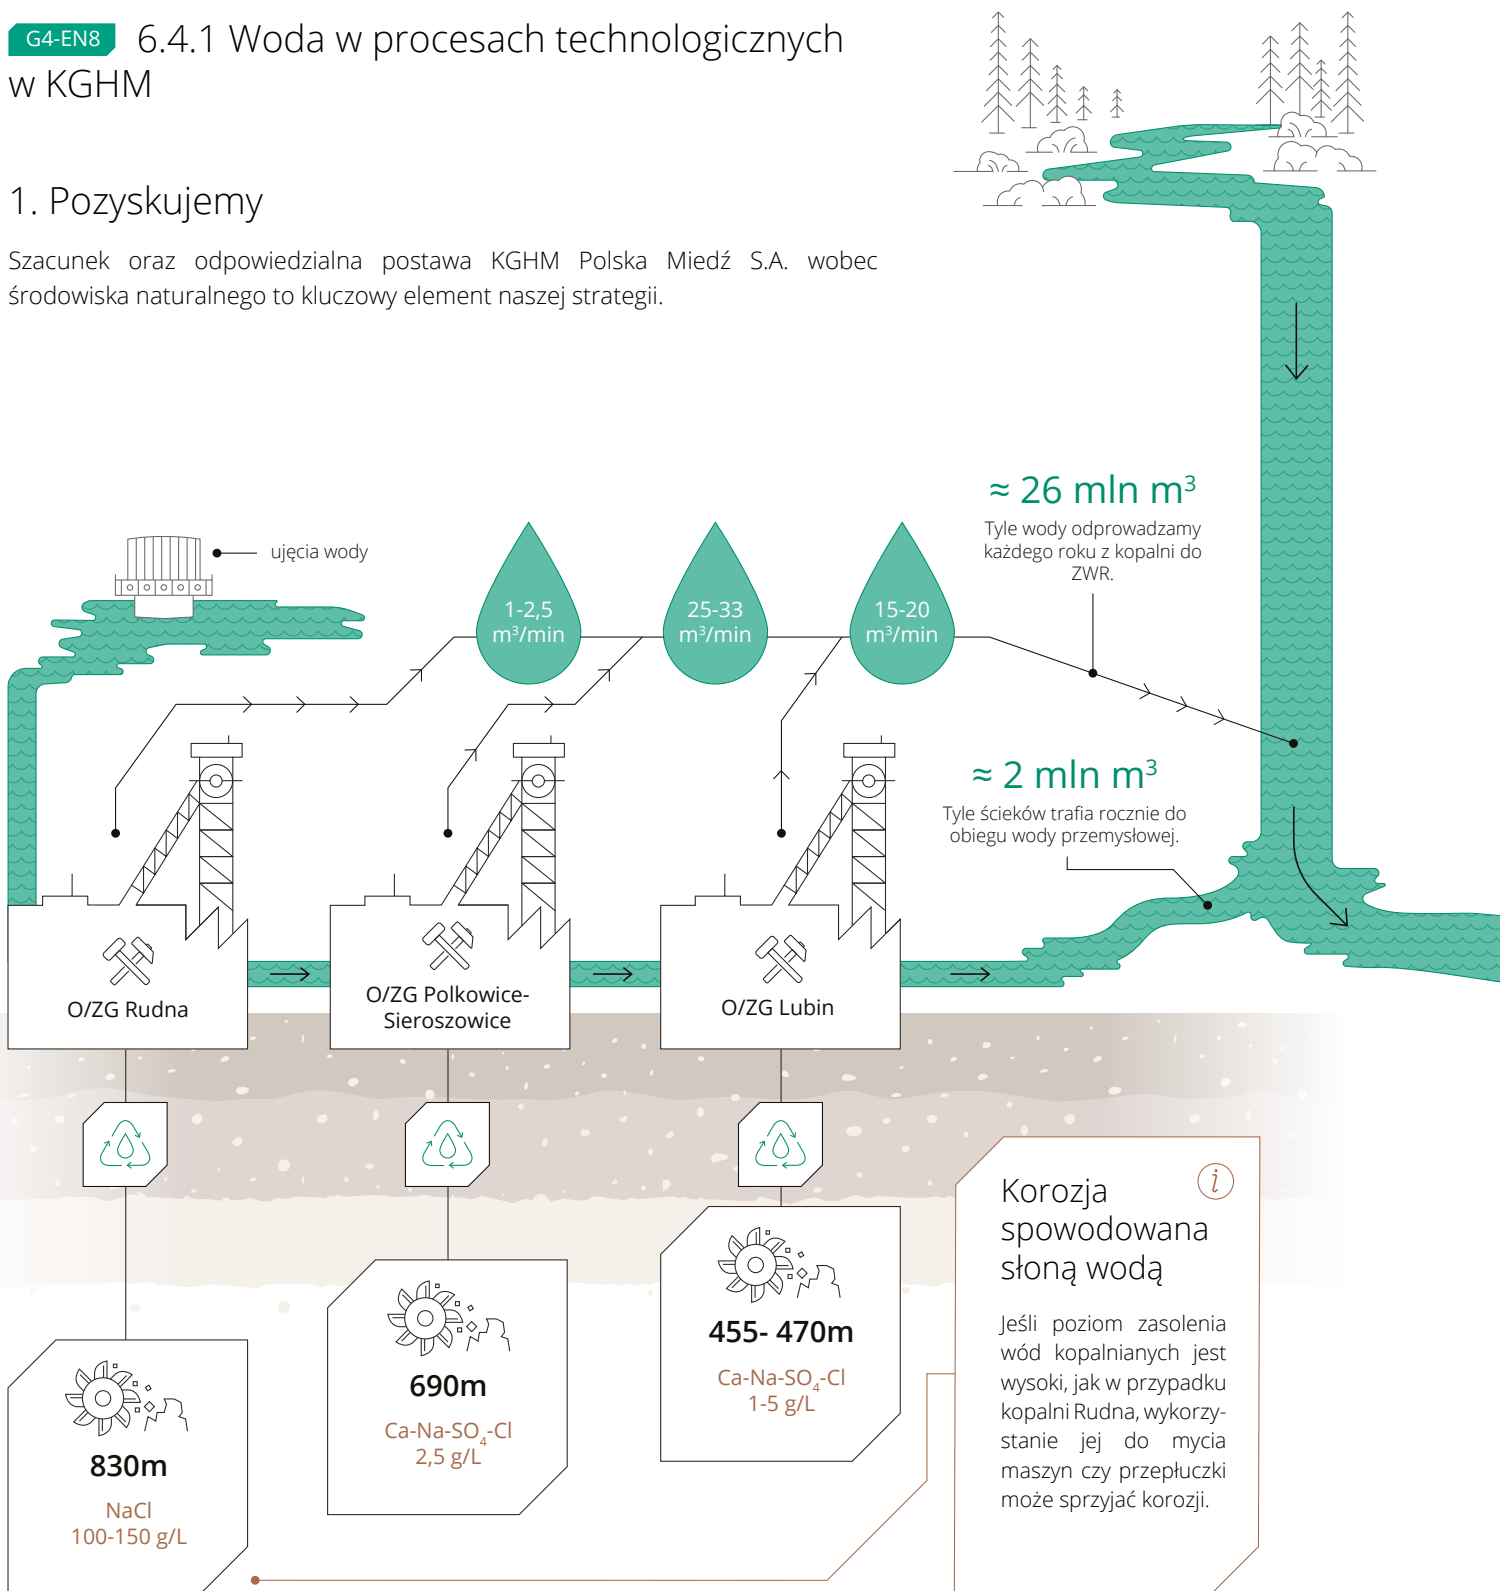 G4-EN8 6.4.1 Woda w procesach technologicznych
w KGHM
1. Pozyskujemy
Szacunek oraz odpowiedzialna postawa KGHM Polska Miedź S.A. wobec
środowiska naturalnego to kluczowy element naszej strategii.
≈ 26 mln m³
Tyle wody odprowadzamy
każdego roku z kopalni do
ZWR.
ujęcia wody
1-2,5
m³/min
25-33
m³/min
15-20
m³/min
≈ 2 mln m³
Tyle ścieków trafia rocznie do
obiegu wody przemysłowej.
O/ZG Rudna
O/ZG Polkowice-
Sieroszowice
O/ZG Lubin
830m
NaCl
100-150 g/L
690m
Ca-Na-SO₄-Cl
2,5 g/L
455- 470m
Ca-Na-SO₄-Cl
1-5 g/L
i
Korozja
spowodowana
słoną wodą
Jeśli poziom zasolenia
wód kopalnianych jest
wysoki, jak w przypadku
kopalni Rudna, wykorzy-
stanie jej do mycia
maszyn czy przepłuczki
może sprzyjać korozji.